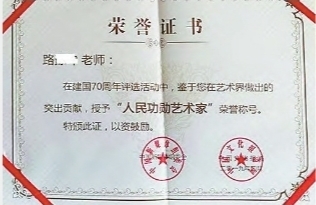 荣誉证书
路 老师：
在建国70周年评选活动中，鉴于您在艺术界做出的
突出贡献，授予“人民功勋艺术家”荣誉称号。
特颁此证，以资鼓励。